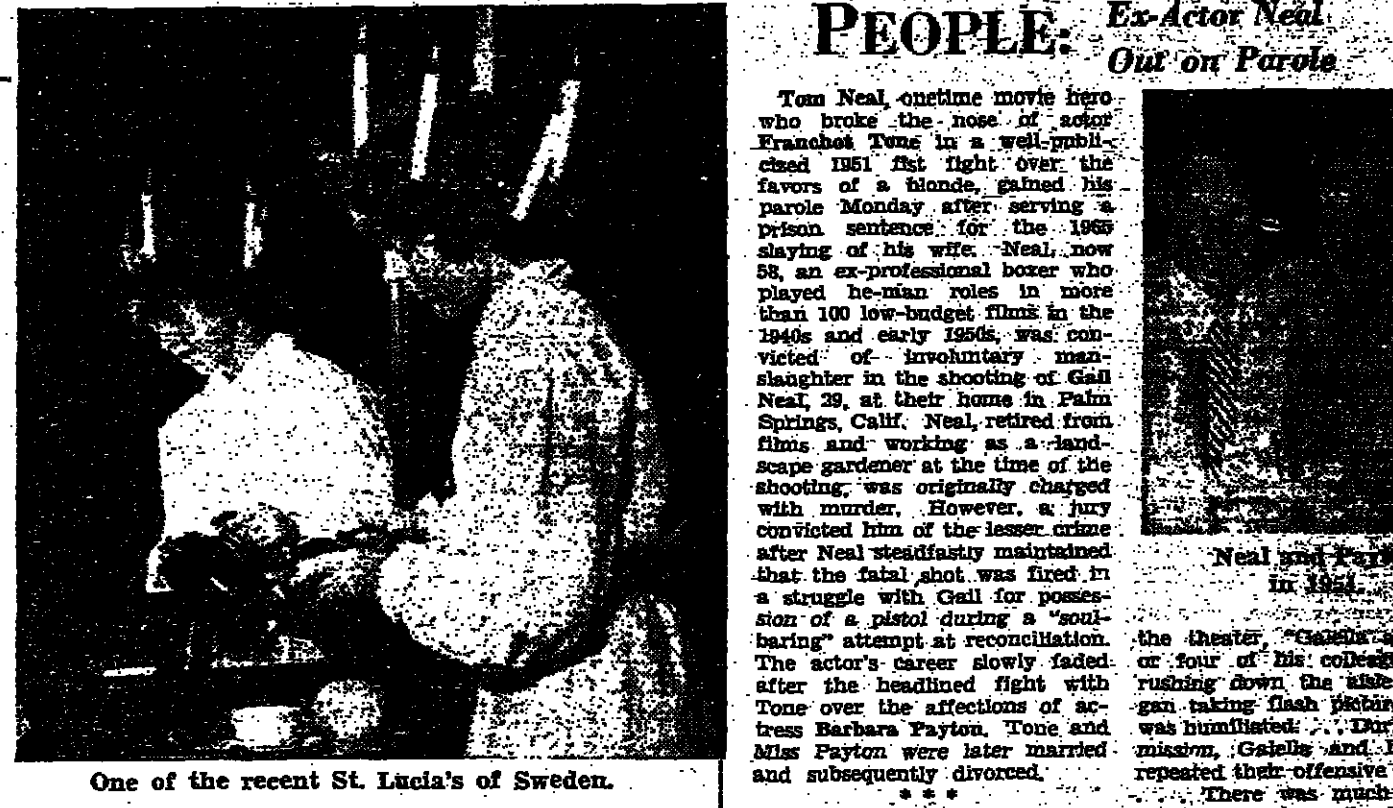 One of the recent St. Lucia's of Sweden.
PEOPLE:
Ex-Actor Neal
Out on Parole
Tom Neal, onetime movie hero
who broke the nose of actor
Franchot Tone in a well-publi-
cized 1951 fist fight over the
favors of a blonde, gained his
parole Monday after serving a
prison sentence for the 1965
slaying of his wife. Neal, now
58, an ex-professional boxer who
played he-man roles in more
than 100 low-budget films in the
1940s and early 1950s, was con-
victed of involuntary man-
slaughter in the shooting of Gail
Neal, 29, at their home in Palm
Springs, Calif. Neal, retired from
films and working as a land-
scape gardener at the time of the
shooting, was originally charged
with murder. However, a jury
convicted him of the lesser crime
after Neal steadfastly maintained
that the fatal shot was fired in
a struggle with Gail for posses-
sion of a pistol during a "soul-
baring" attempt at reconciliation.
The actor's career slowly faded
after the headlined fight with
Tone over the affections of ac-
tress Barbara Payton. Tone and
Miss Payton were later married
and subsequently divorced.
* * *
Neal and
in 1951.
the theater, "Galella
or four of his
rushing down the
gan taking flash
was humiliated . . .
mission, Galella and
repeated their offensive
There was much